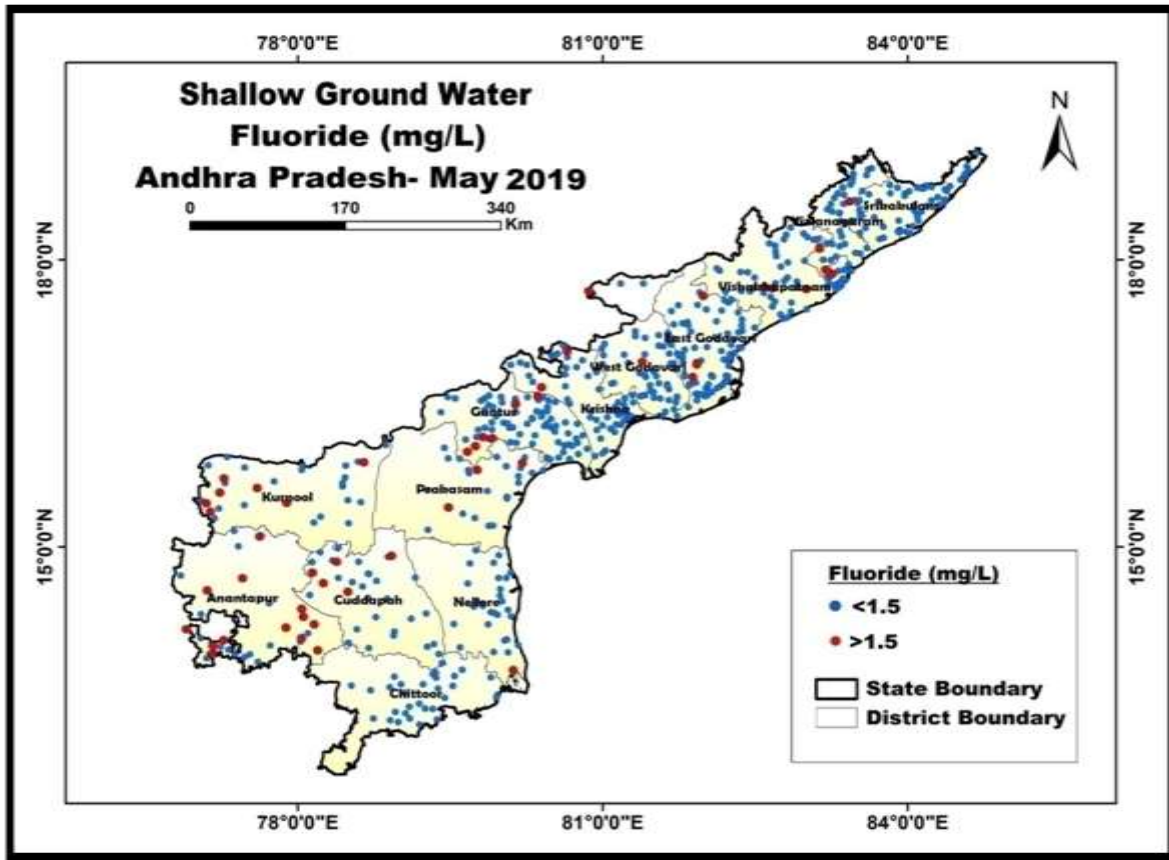 78°0'0"E 81°0'0"E 84°0'0"E
Shallow Ground Water
Fluoride (mg/L)
Andhra Pradesh- May 2019
0 170 340
Km
N
18°0'0"N 18°0'0"N
Srikakulam
Vizianagaram
Vishakhapatnam
East Godavari
West Godavari
Krishna
Guntur
Prakasam
Kurnool
15°0'0"N 15°0'0"N
Anantapur
Cuddapah
Nellore
Chittoor
Fluoride (mg/L)
<1.5
>1.5
State Boundary
District Boundary
78°0'0"E 81°0'0"E 84°0'0"E